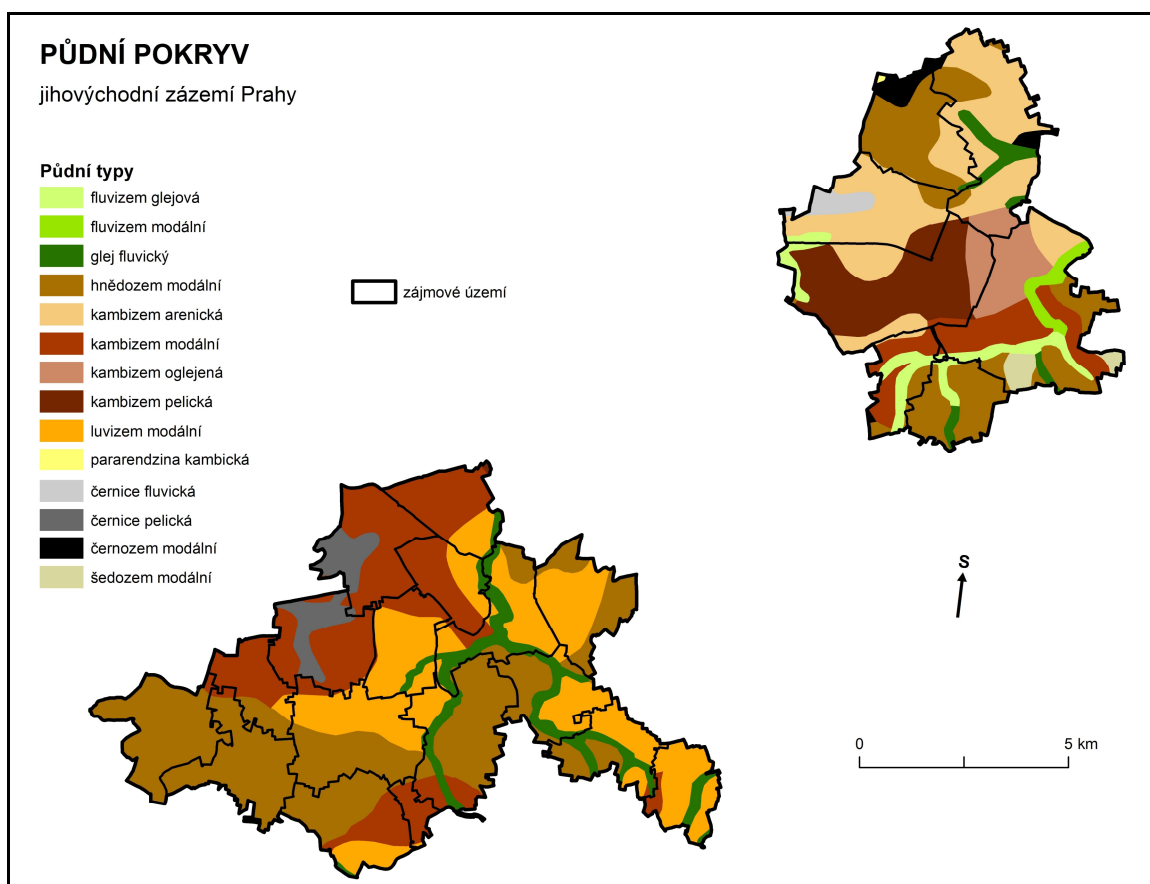 PŮDNÍ POKRYV
jihovýchodní zázemí Prahy
Půdní typy
fluvizem glejová
fluvizem modální
glej fluvický
hnědozem modální
kambizem arenická
kambizem modální
kambizem oglejená
kambizem pelická
luvizem modální
pararendzina kambická
černice fluvická
černice pelická
černozem modální
šedozem modální
zájmové území
S
0 5 km